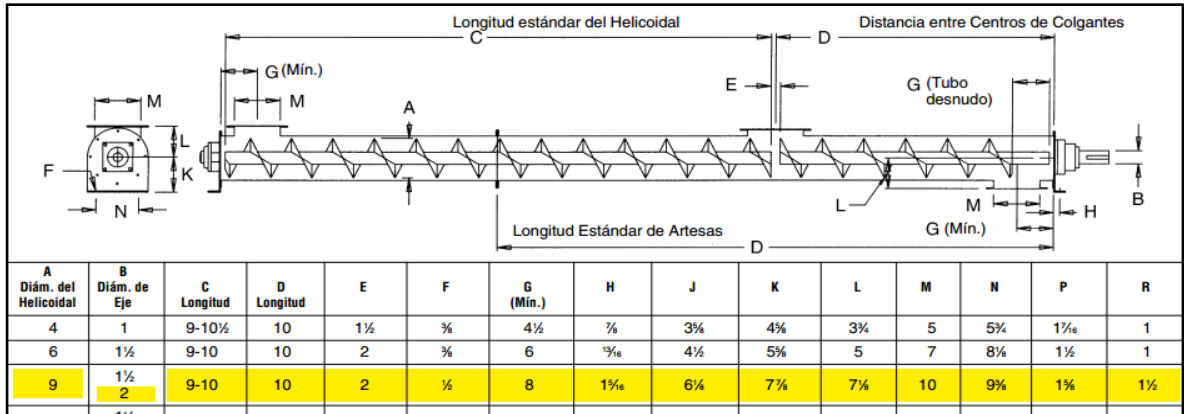 Longitud estándar del Helicoidal
Distancia entre Centros de Colgantes
C
D
G (Mín.)
M
M
A
E
G (Tubo
desnudo)
L
F
K
N
B
L
M
H
G (Mín.)
Longitud Estándar de Artesas
D
A Diám. del Helicoidal | B Diám. de Eje | C Longitud | D Longitud | E | F | G (Mín.) | H | J | K | L | M | N | P | R
4 | 1 | 9-10½ | 10 | 1½ | ⅜ | 4½ | ⅞ | 3⅝ | 4⅝ | 3¾ | 5 | 5¾ | 1⁷⁄₁₆ | 1
6 | 1½ | 9-10 | 10 | 2 | ⅜ | 6 | ¹³⁄₁₆ | 4½ | 5⅝ | 5 | 7 | 8⅛ | 1½ | 1
9 | 1½ 2 | 9-10 | 10 | 2 | ½ | 8 | 1⁵⁄₁₆ | 6⅛ | 7⅞ | 7⅛ | 10 | 9⅜ | 1⅝ | 1½